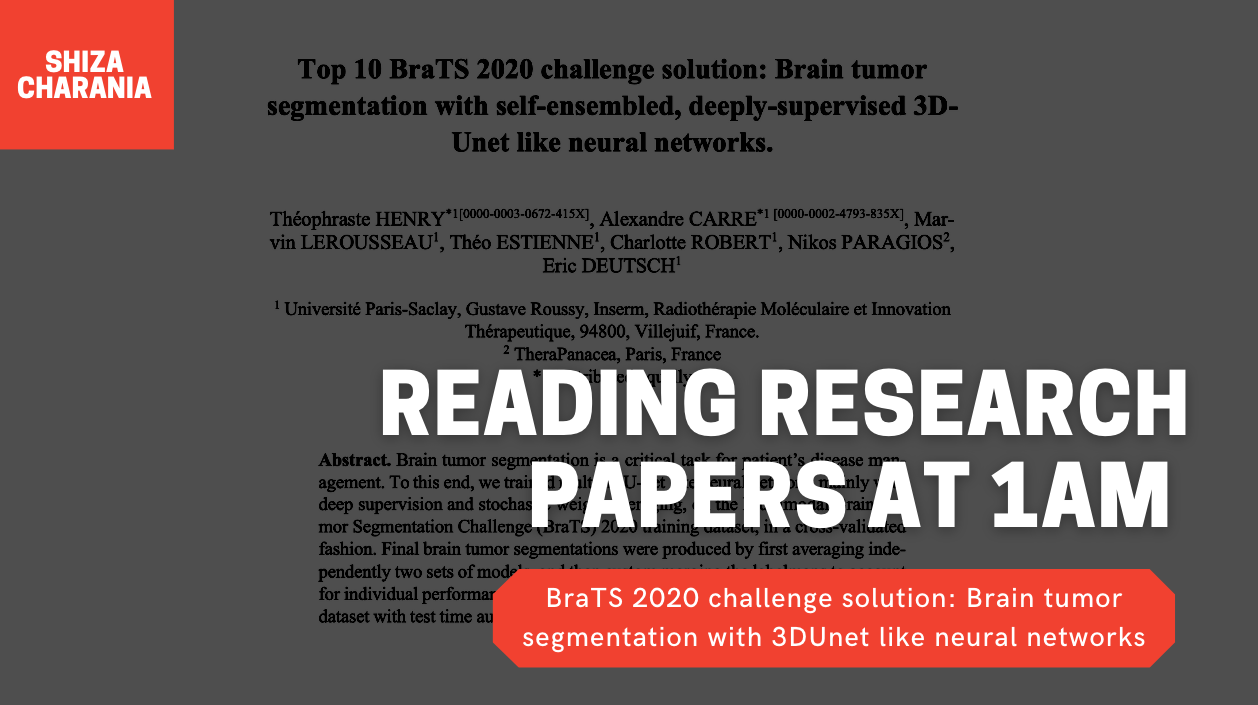 SHIZA
CHARANIA
Top 10 BraTS 2020 challenge solution: Brain tumor
segmentation with self-ensembled, deeply-supervised 3D-
Unet like neural networks.
Théophraste HENRY*1[0000-0003-0672-415X], Alexandre CARRE*1 [0000-0002-4793-835X], Mar-
vin LEROUSSEAU1, Théo ESTIENNE1, Charlotte ROBERT1, Nikos PARAGIOS2,
Eric DEUTSCH1
1 Université Paris-Saclay, Gustave Roussy, Inserm, Radiothérapie Moléculaire et Innovation
Thérapeutique, 94800, Villejuif, France.
2 TheraPanacea, Paris, France
READING RESEARCH
PAPERS AT 1AM
Abstract. Brain tumor segmentation is a critical task for patient's disease man-
agement. To this end, we trained
deep supervision and stochastic
mor Segmentation Challenge (BraTS) 2020 training dataset, in a cross-validated
fashion. Final brain tumor segmentations were produced by first averaging inde-
pendently two sets of
for individual
dataset with test time
BraTS 2020 challenge solution: Brain tumor
segmentation with 3DUnet like neural networks